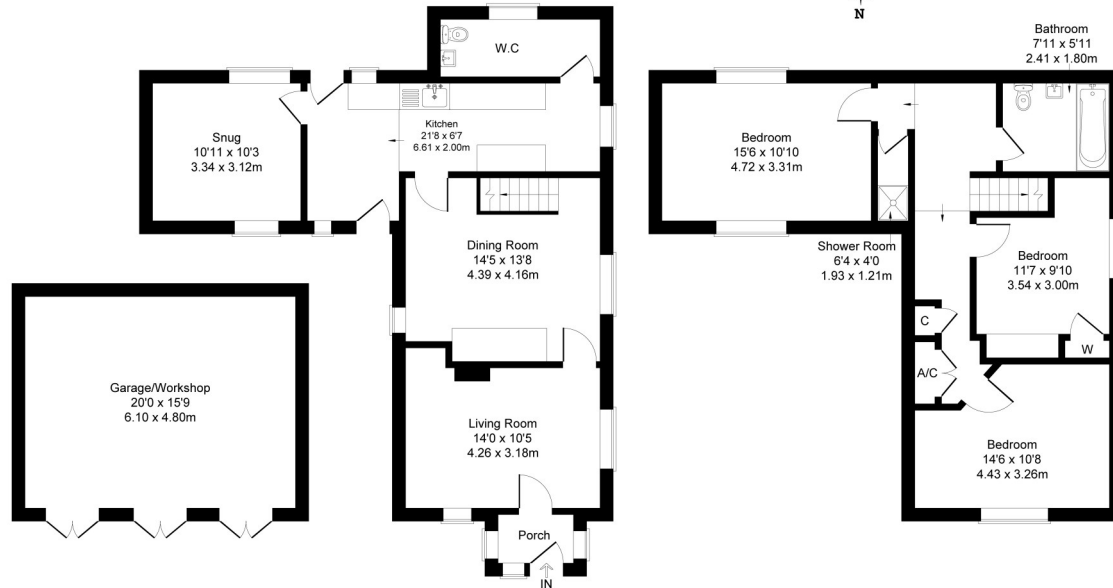 N
W.C
Kitchen
21'8 x 6'7
6.61 x 2.00m
Snug
10'11 x 10'3
3.34 x 3.12m
Dining Room
14'5 x 13'8
4.39 x 4.16m
Garage/Workshop
20'0 x 15'9
6.10 x 4.80m
Living Room
14'0 x 10'5
4.26 x 3.18m
Porch
IN
Bathroom
7'11 x 5'11
2.41 x 1.80m
Bedroom
15'6 x 10'10
4.72 x 3.31m
Shower Room
6'4 x 4'0
1.93 x 1.21m
Bedroom
11'7 x 9'10
3.54 x 3.00m
C
W
A/C
Bedroom
14'6 x 10'8
4.43 x 3.26m